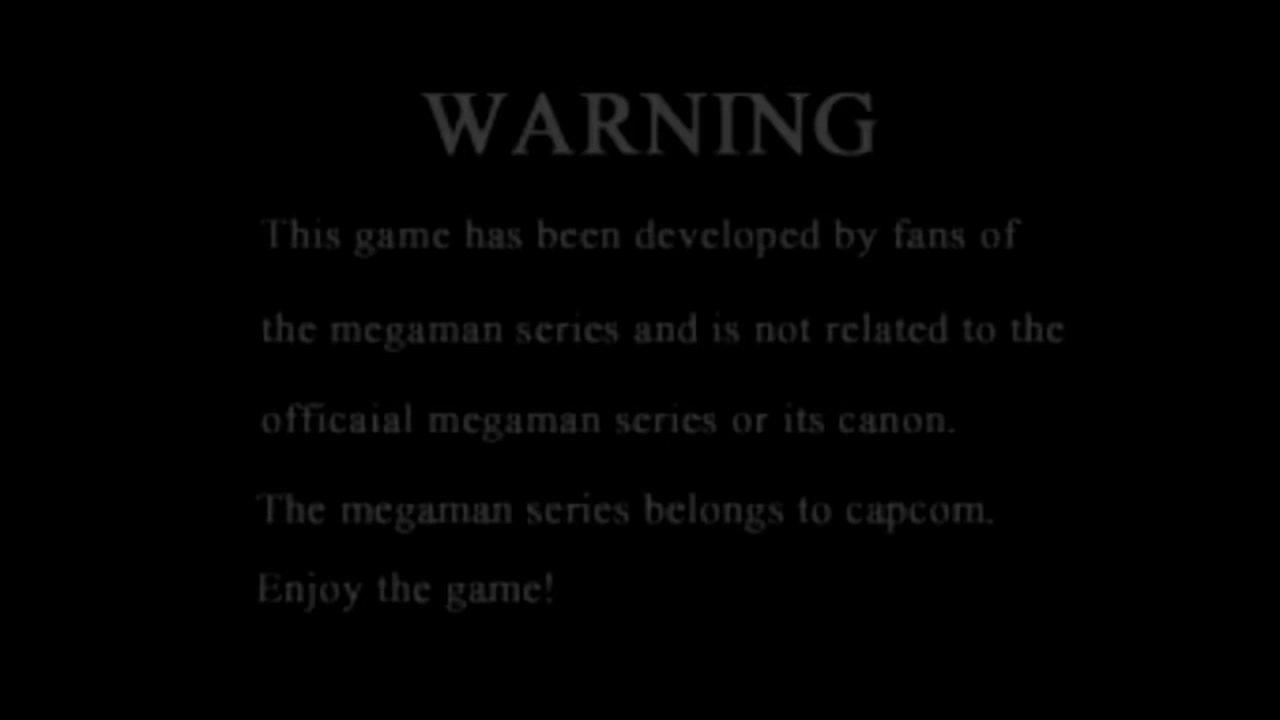 WARNING
This game has been developed by fans of
the megaman series and is not related to the
officaial megaman series or its canon.
The megaman series belongs to capcom.
Enjoy the game!